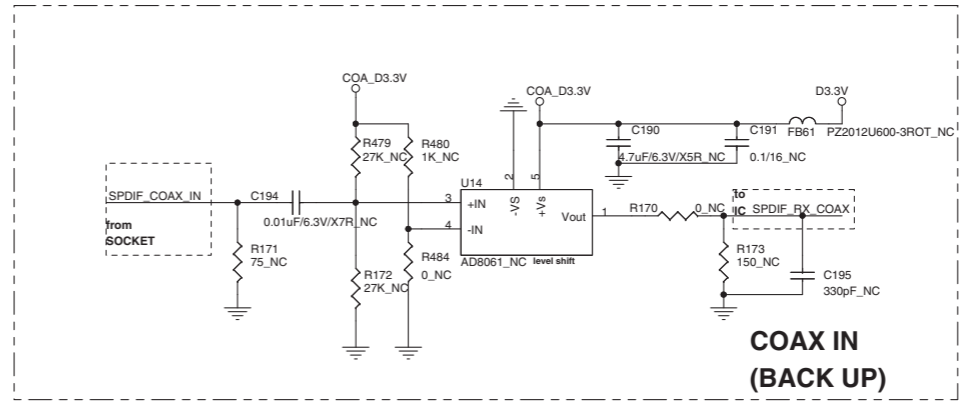 COA_D3.3V
COA_D3.3V
D3.3V
R479
27K_NC
R480
1K_NC
C190
4.7uF/6.3V/X5R_NC
C191
0.1/16_NC
FB61
PZ2012U600-3ROT_NC
SPDIF_COAX_IN
from
SOCKET
C194
0.01uF/6.3V/X7R_NC
R171
75_NC
R172
27K_NC
R484
0_NC
U14
3
+IN
4
-IN
2
-VS
5
+Vs
Vout
1
AD8061_NC
level shift
R170
0_NC
to
IC
SPDIF_RX_COAX
R173
150_NC
C195
330pF_NC
COAX IN
(BACK UP)